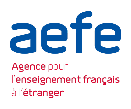 aefe
Agence pour
l'enseignement français
à l'étranger